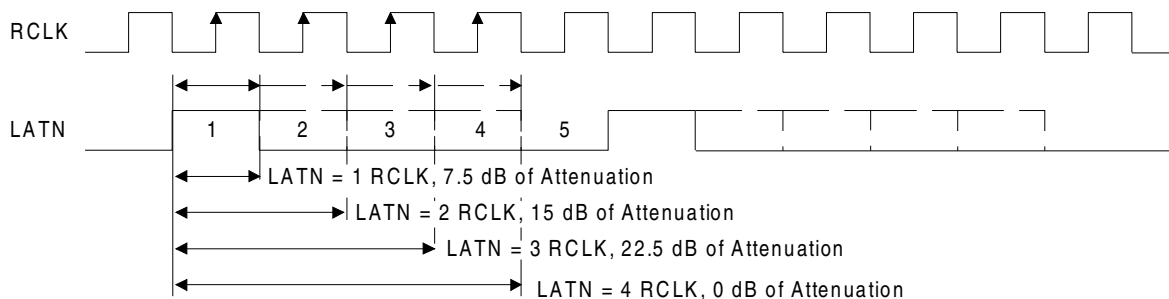 RCLK
LATN
1 2 3 4 5
LATN = 1 RCLK, 7.5 dB of Attenuation
LATN = 2 RCLK, 15 dB of Attenuation
LATN = 3 RCLK, 22.5 dB of Attenuation
LATN = 4 RCLK, 0 dB of Attenuation